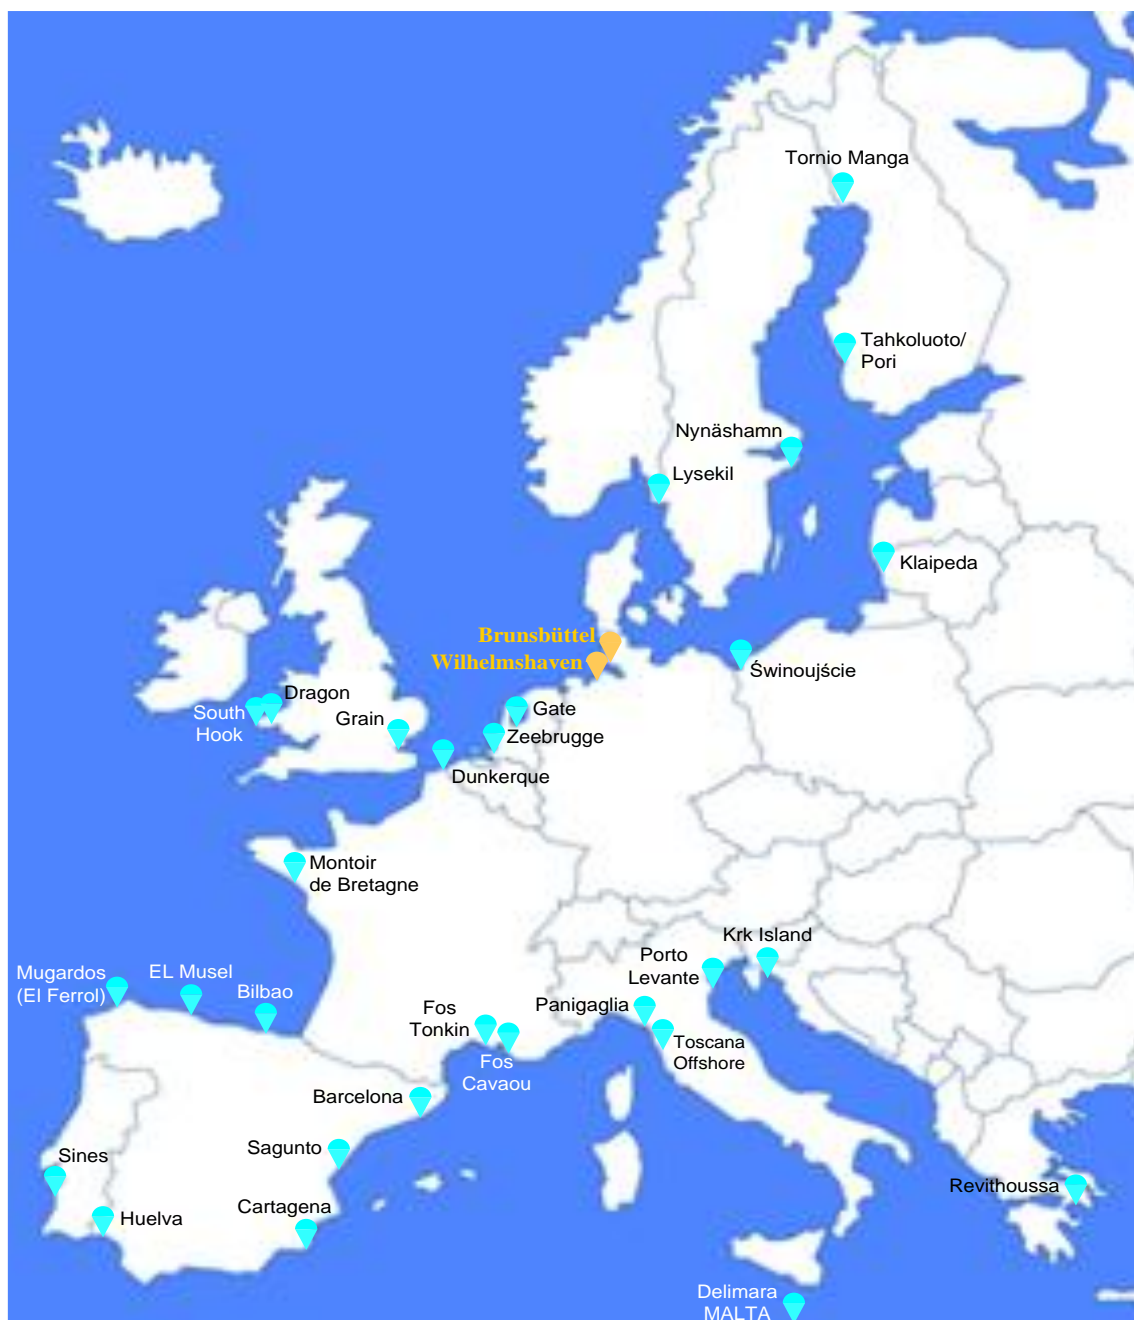 Tornio Manga
Tahkoluoto/
Pori
Nynäshamn
Lysekil
Klaipeda
Brunsbüttel
Wilhelmshaven
Świnoujście
Dragon
South
Hook
Grain
Gate
Zeebrugge
Dunkerque
Montoir
de Bretagne
Krk Island
Porto
Levante
Mugardos
(El Ferrol)
EL Musel
Bilbao
Fos
Tonkin
Panigaglia
Toscana
Offshore
Fos
Cavaou
Barcelona
Sagunto
Sines
Revithoussa
Cartagena
Huelva
Delimara
MALTA